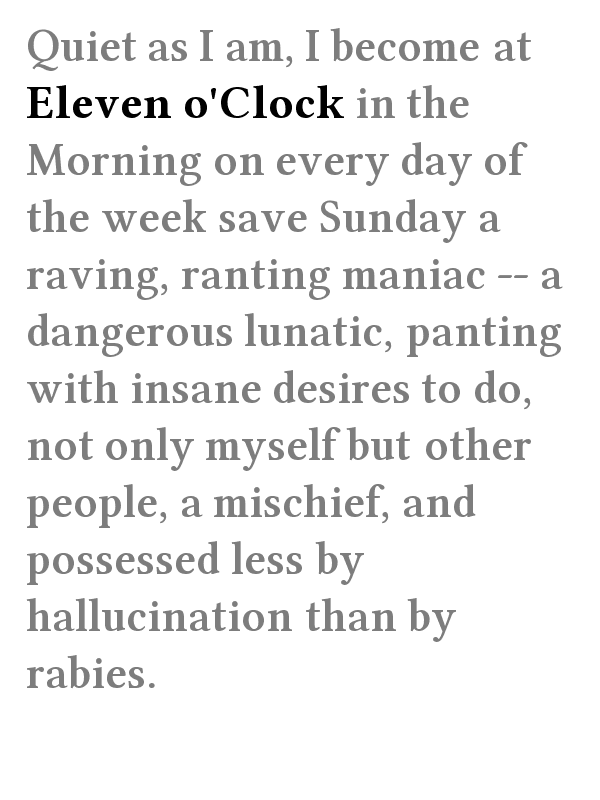 Quiet as I am, I become at
Eleven o'Clock in the
Morning on every day of
the week save Sunday a
raving, ranting maniac -- a
dangerous lunatic, panting
with insane desires to do,
not only myself but other
people, a mischief, and
possessed less by
hallucination than by
rabies.